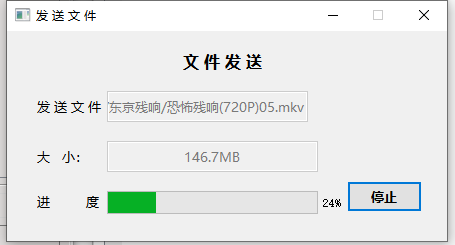 发送文件
文件发送
发送文件 东京残响/恐怖残响(720P)05.mkv
大 小: 146.7MB
进 度 24% 停止